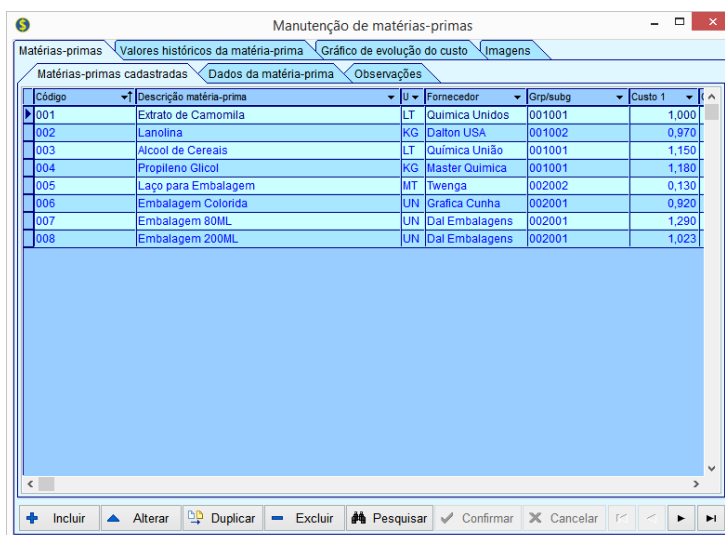 Manutenção de matérias-primas
Matérias-primas Valores históricos da matéria-prima Gráfico de evolução do custo Imagens
Matérias-primas cadastradas Dados da matéria-prima Observações
Código Descrição matéria-prima U Fornecedor Grp/subg Custo 1
001 Extrato de Camomila LT Quimica Unidos 001001 1,000
002 Lanolina KG Dalton USA 001002 0,970
003 Alcool de Cereais LT Química União 001001 1,150
004 Propileno Glicol KG Master Quimica 001001 1,180
005 Laço para Embalagem MT Twenga 002002 0,130
006 Embalagem Colorida UN Grafica Cunha 002001 0,920
007 Embalagem 80ML UN Dal Embalagens 002001 1,290
008 Embalagem 200ML UN Dal Embalagens 002001 1,023
Incluir Alterar Duplicar Excluir Pesquisar Confirmar Cancelar